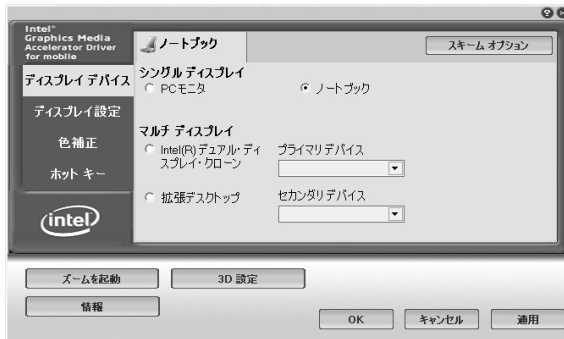 Intel®
Graphics Media
Accelerator Driver
for mobile
ノートブック
スキーム オプション
ディスプレイ デバイス
ディスプレイ設定
色補正
ホット キー
intel
シングル ディスプレイ
PCモニタ
ノートブック
マルチ ディスプレイ
Intel(R) デュアル・ディ
スプレイ・クローン
プライマリ デバイス
拡張デスクトップ
セカンダリ デバイス
ズームを起動
3D 設定
情報
OK
キャンセル
適用